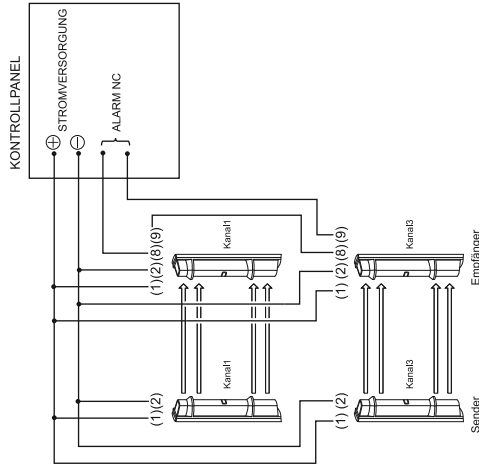 KONTROLLPANEL
STROMVERSORGUNG
ALARM NC
(1)(2)
(1)(2)(8)(9)
Kanal1
Kanal1
(1) (2)
(1) (2)(8)(9)
Kanal3
Kanal3
Sender
Empfänger